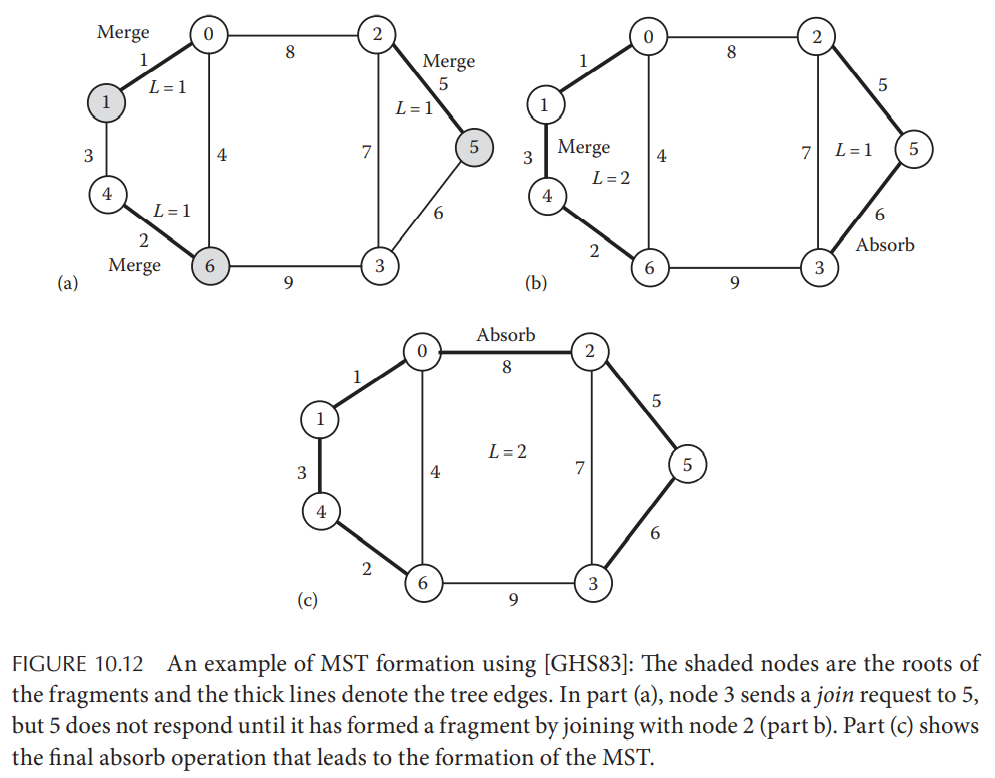 Merge
0
2
8
1
L = 1
Merge
5
L = 1
1
5
3
4
7
4
L = 1
2
6
Merge
6
3
9
(a)
0
2
8
1
5
1
3
Merge
4
7
L = 1
5
L = 2
4
6
2
Absorb
6
3
9
(b)
Absorb
0
2
8
1
5
1
L = 2
3
4
7
5
4
6
2
6
3
9
(c)
FIGURE 10.12 An example of MST formation using [GHS83]: The shaded nodes are the roots of
the fragments and the thick lines denote the tree edges. In part (a), node 3 sends a join request to 5,
but 5 does not respond until it has formed a fragment by joining with node 2 (part b). Part (c) shows
the final absorb operation that leads to the formation of the MST.